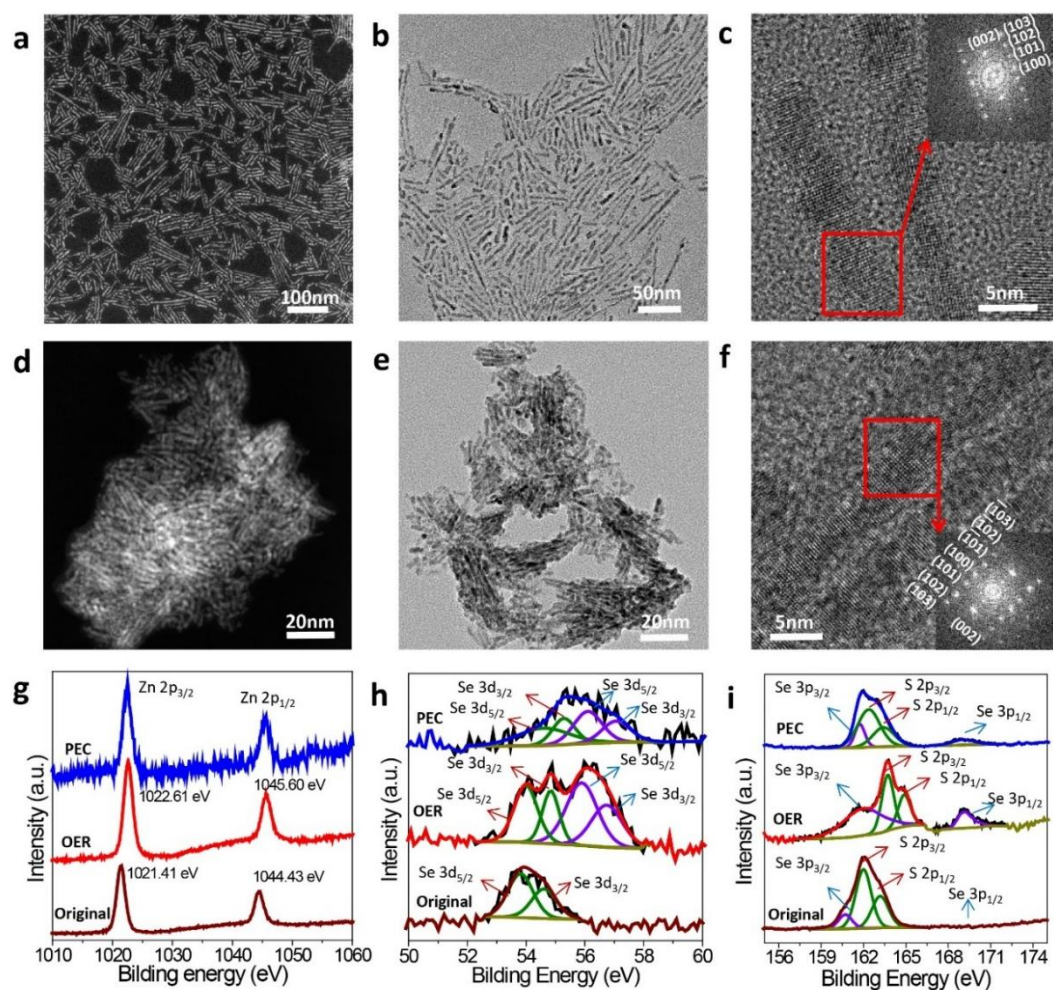 a
100nm
b
50nm
c
(002)
(103)
(102)
(101)
(100)
5nm
d
20nm
e
20nm
f
5nm
(103)
(102)
(101)
(100)
(101)
(102)
(103)
(002)
g
Intensity (a.u.)
Zn 2p3/2
Zn 2p1/2
PEC
1022.61 eV
1045.60 eV
OER
1021.41 eV
1044.43 eV
Original
1010 1020 1030 1040 1050 1060
Bilding energy (eV)
h
Intensity (a.u.)
Se 3d3/2
Se 3d5/2
PEC
Se 3d5/2
Se 3d3/2
Se 3d3/2
Se 3d5/2
Se 3d5/2
OER
Se 3d3/2
Se 3d5/2
Se 3d3/2
Original
50 52 54 56 58 60
Bilding Energy (eV)
i
Intensity (a.u.)
Se 3p3/2
S 2p3/2
S 2p1/2
Se 3p1/2
PEC
Se 3p3/2
S 2p3/2
S 2p1/2
Se 3p1/2
OER
Se 3p3/2
S 2p3/2
S 2p1/2
Se 3p1/2
Original
156 159 162 165 168 171 174
Bilding energy (eV)